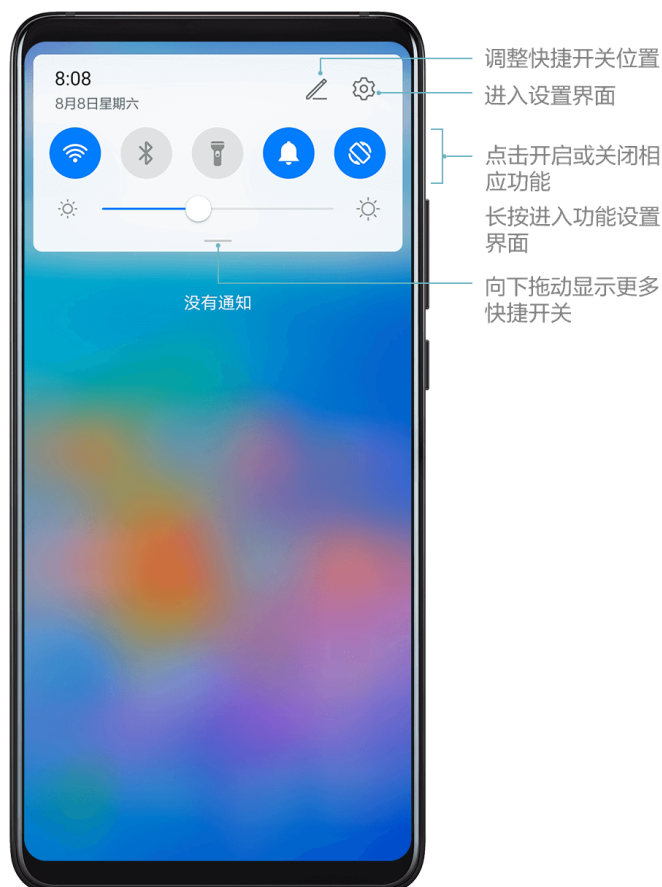 8:08
8月8日星期六
没有通知
调整快捷开关位置
进入设置界面
点击开启或关闭相
应功能
长按进入功能设置
界面
向下拖动显示更多
快捷开关